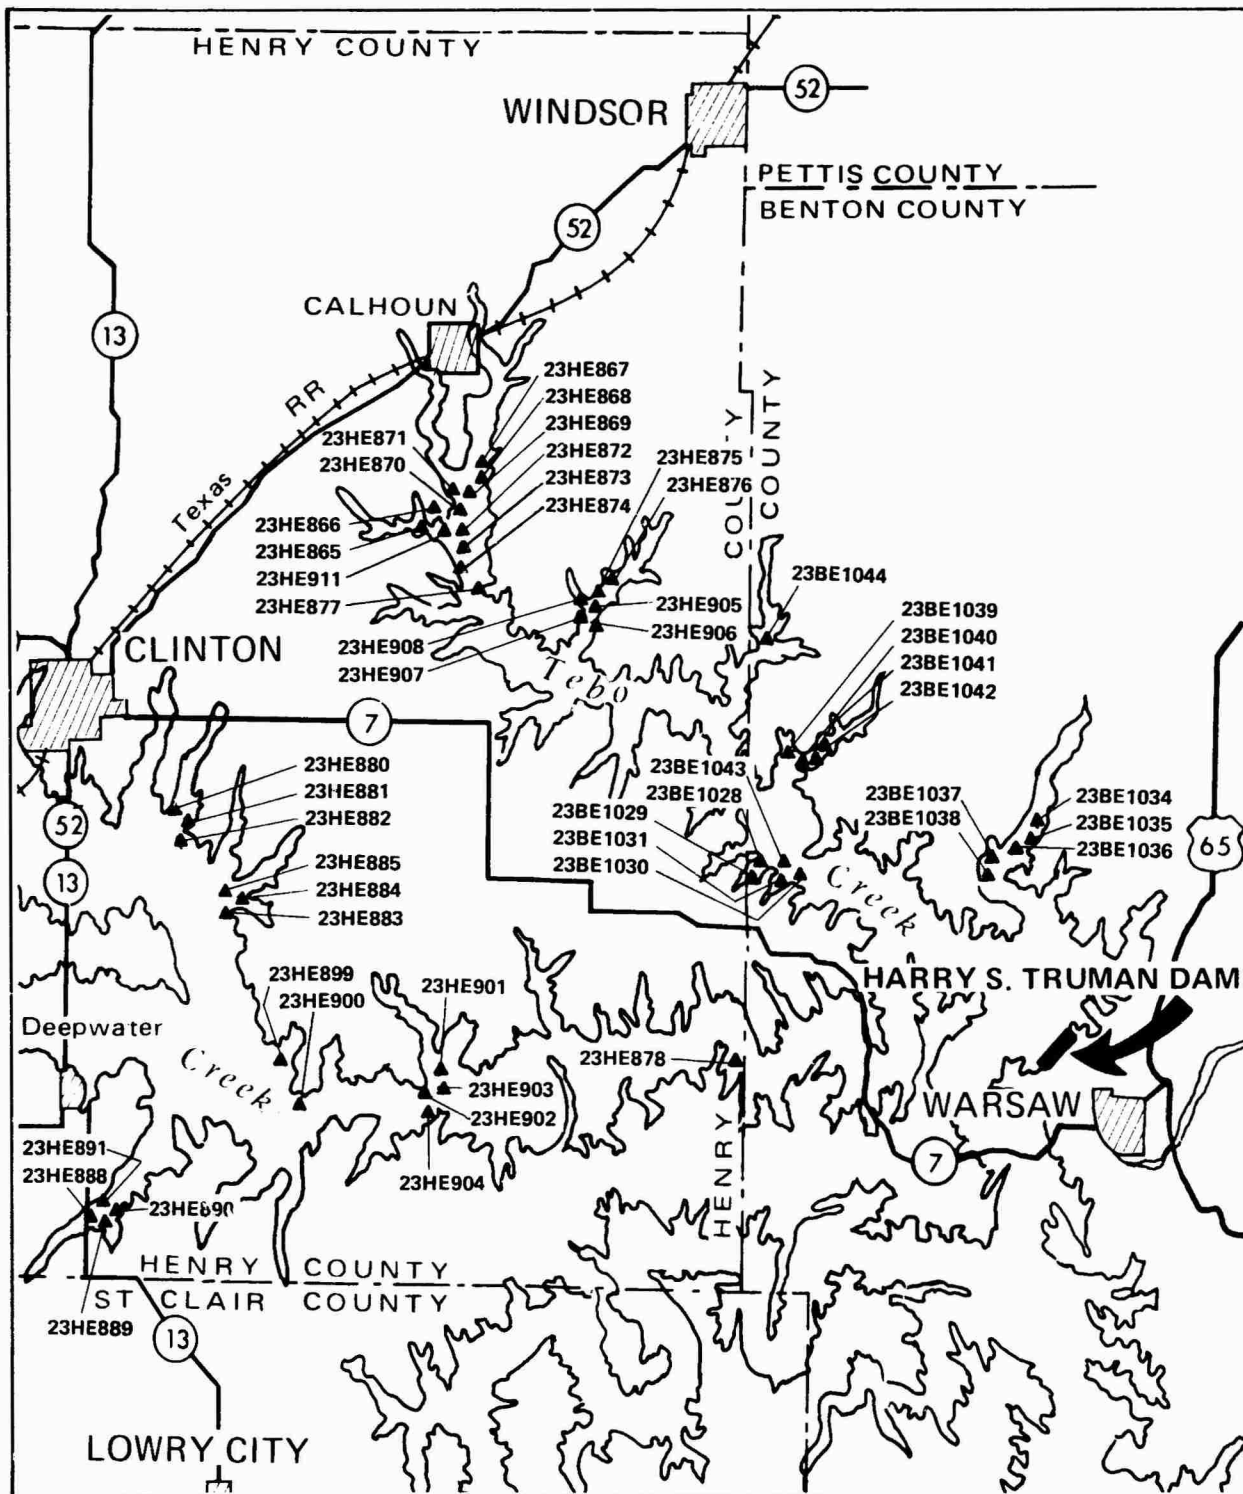 HENRY COUNTY
WINDSOR
52
PETTIS COUNTY
BENTON COUNTY
52
CALHOUN
13
RR
Texas
23HE867
23HE868
23HE869
23HE872
23HE873
23HE874
23HE871
23HE870
23HE866
23HE865
23HE911
23HE877
23HE875
23HE876
COUNTY
23HE905
23HE906
23HE908
23HE907
Tebo
23BE1044
23BE1039
23BE1040
23BE1041
23BE1042
CLINTON
7
23HE880
23HE881
23HE882
52
13
23HE885
23HE884
23HE883
23BE1043
23BE1028
23BE1029
23BE1031
23BE1030
23BE1037
23BE1038
23BE1034
23BE1035
23BE1036
65
Creek
HARRY S. TRUMAN DAM
23HE899
23HE900
23HE901
23HE903
23HE902
23HE904
23HE878
Deepwater
Creek
WARSAW
7
HENRY
23HE891
23HE888
23HE890
23HE889
HENRY COUNTY
ST CLAIR COUNTY
13
LOWRY CITY